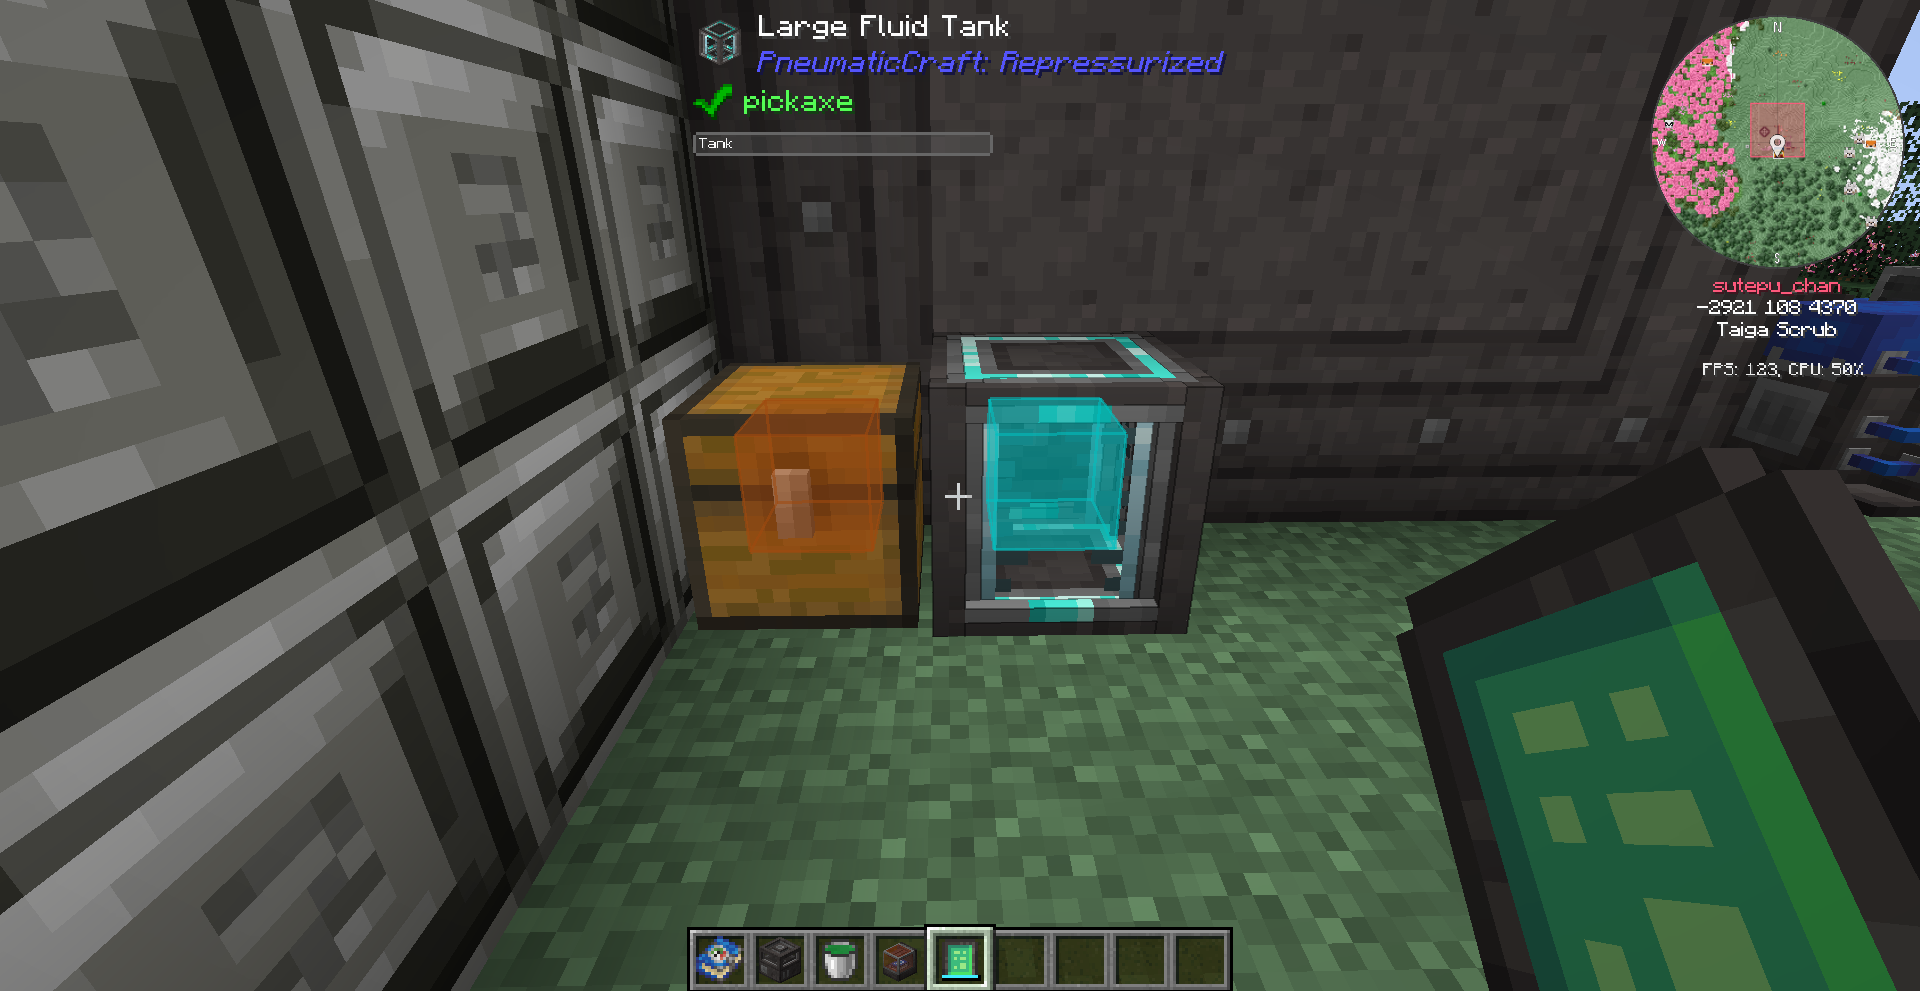 Large Fluid Tank
PneumaticCraft: Repressurized
pickaxe
Tank
N
W
S
sutepu_chan
-2921 108 4370
Taiga Scrub
FPS: 123, CPU: 50%